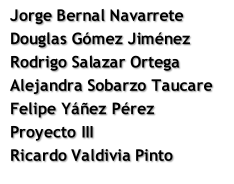 Jorge Bernal Navarrete
Douglas Gómez Jiménez
Rodrigo Salazar Ortega
Alejandra Sobarzo Taucare
Felipe Yáñez Pérez
Proyecto III
Ricardo Valdivia Pinto